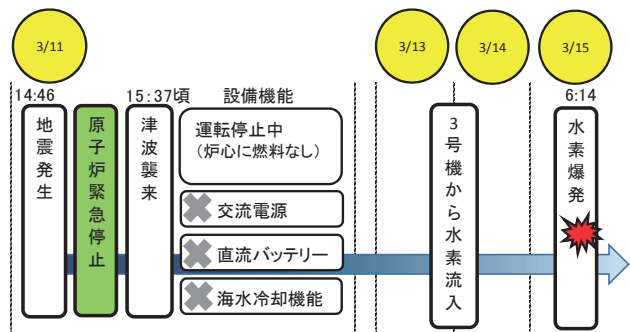 3/11
3/13
3/14
3/15
14:46
15:37頃
設備機能
6:14
地震発生
原子炉緊急停止
津波襲来
運転停止中
(炉心に燃料なし)
交流電源
直流バッテリー
海水冷却機能
3号機から水素流入
水素爆発